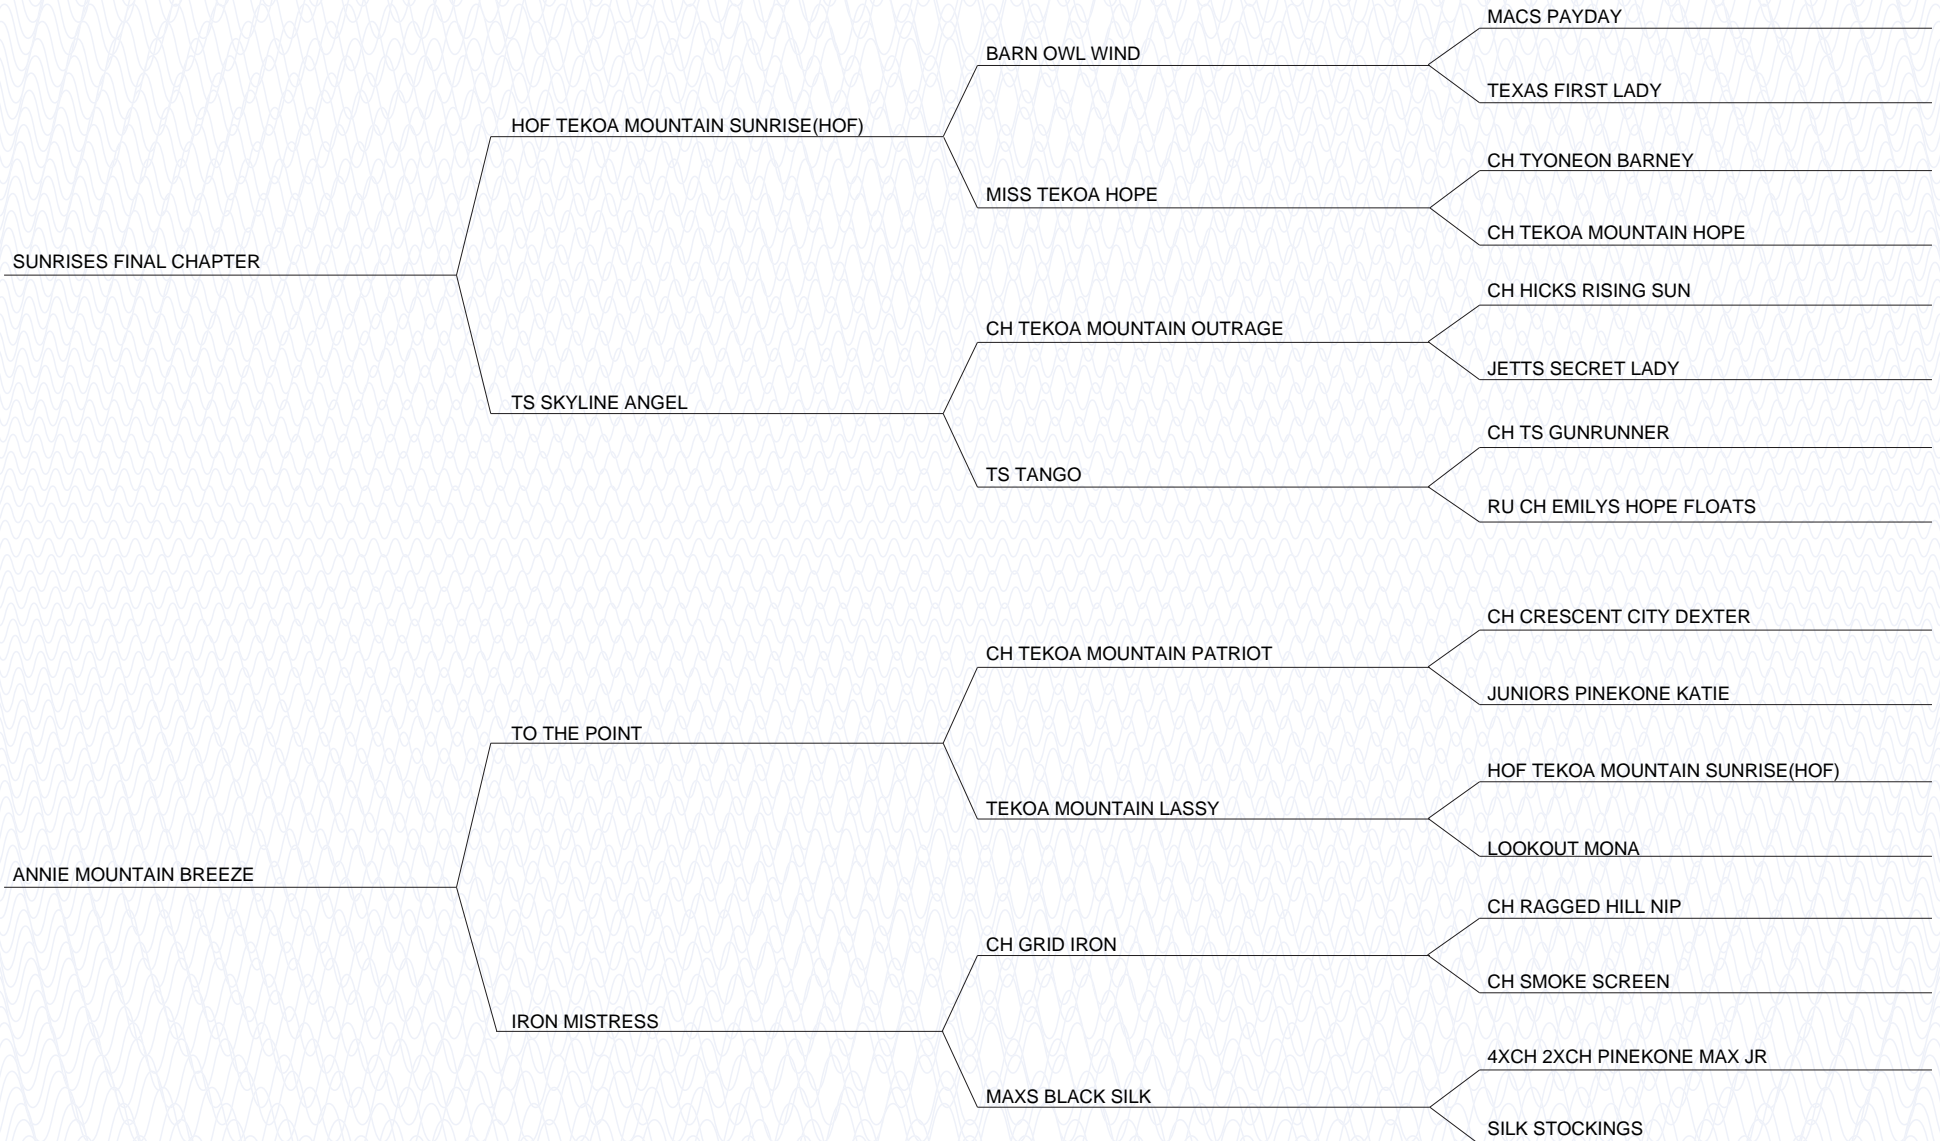 MACS PAYDAY
BARN OWL WIND
TEXAS FIRST LADY
HOF TEKOA MOUNTAIN SUNRISE(HOF)
CH TYONEON BARNEY
MISS TEKOA HOPE
CH TEKOA MOUNTAIN HOPE
SUNRISES FINAL CHAPTER
CH HICKS RISING SUN
CH TEKOA MOUNTAIN OUTRAGE
JETTS SECRET LADY
TS SKYLINE ANGEL
CH TS GUNRUNNER
TS TANGO
RU CH EMILYS HOPE FLOATS
CH CRESCENT CITY DEXTER
CH TEKOA MOUNTAIN PATRIOT
JUNIORS PINEKONE KATIE
TO THE POINT
HOF TEKOA MOUNTAIN SUNRISE(HOF)
TEKOA MOUNTAIN LASSY
LOOKOUT MONA
ANNIE MOUNTAIN BREEZE
CH RAGGED HILL NIP
CH GRID IRON
CH SMOKE SCREEN
IRON MISTRESS
4XCH 2XCH PINEKONE MAX JR
MAXS BLACK SILK
SILK STOCKINGS